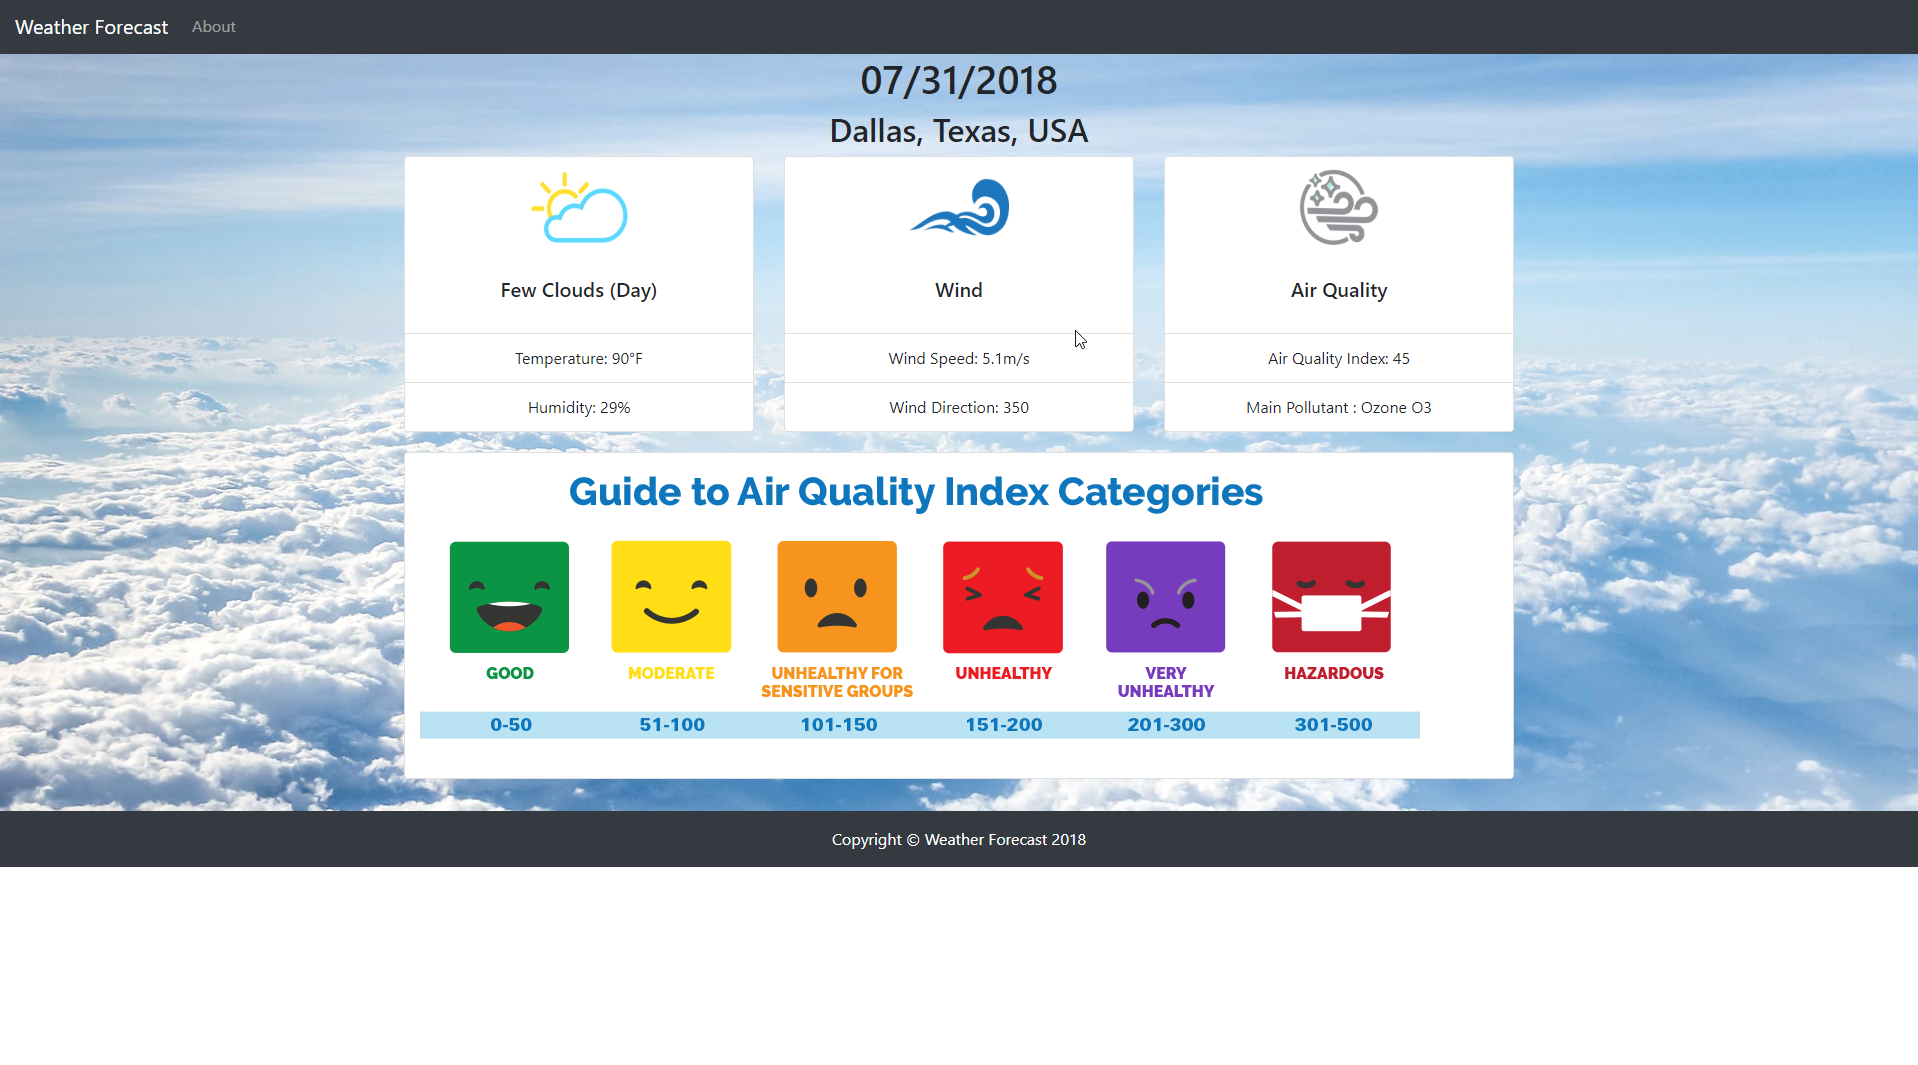 Weather Forecast About
07/31/2018
Dallas, Texas, USA
Few Clouds (Day)
Temperature: 90°F
Humidity: 29%
Wind
Wind Speed: 5.1m/s
Wind Direction: 350
Air Quality
Air Quality Index: 45
Main Pollutant : Ozone O3
Guide to Air Quality Index Categories
GOOD
0-50
MODERATE
51-100
UNHEALTHY FOR
SENSITIVE GROUPS
101-150
UNHEALTHY
151-200
VERY
UNHEALTHY
201-300
HAZARDOUS
301-500
Copyright © Weather Forecast 2018